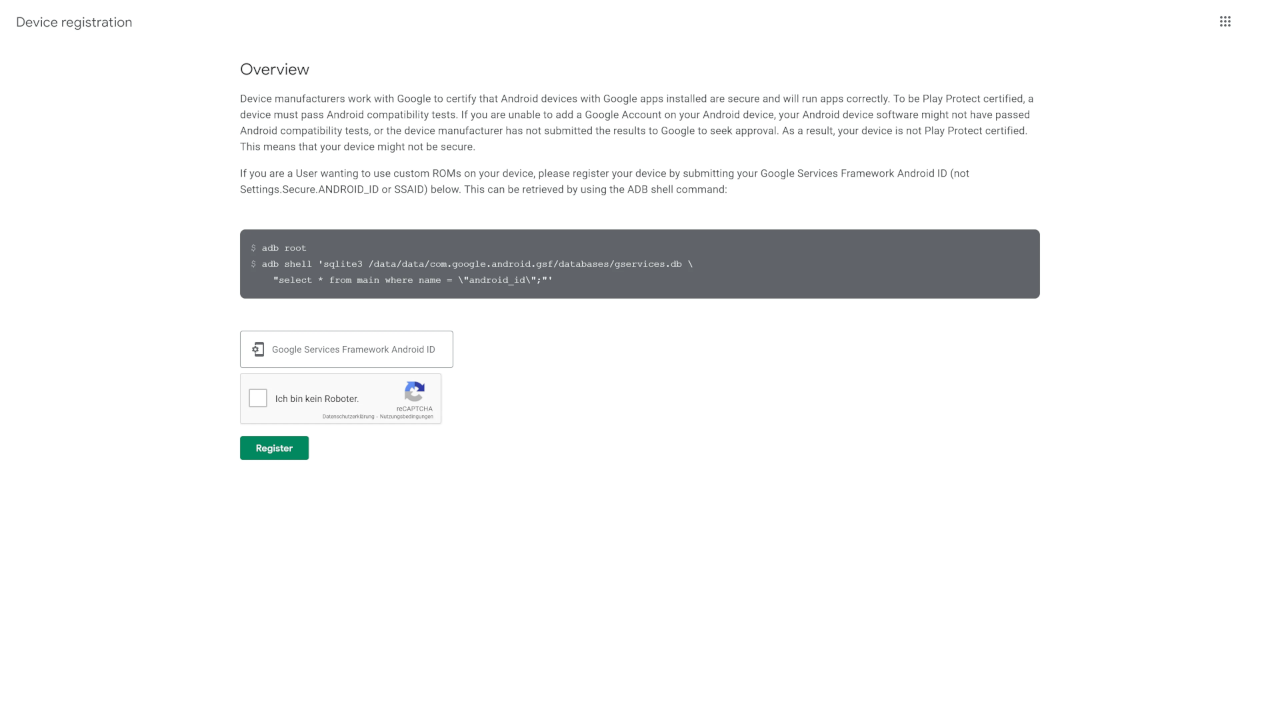 Device registration
Overview
Device manufacturers work with Google to certify that Android devices with Google apps installed are secure and will run apps correctly. To be Play Protect certified, a
device must pass Android compatibility tests. If you are unable to add a Google Account on your Android device, your Android device software might not have passed
Android compatibility tests, or the device manufacturer has not submitted the results to Google to seek approval. As a result, your device is not Play Protect certified.
This means that your device might not be secure.
If you are a User wanting to use custom ROMs on your device, please register your device by submitting your Google Services Framework Android ID (not
Settings.Secure.ANDROID_ID or SSAID) below. This can be retrieved by using the ADB shell command:
$ adb root
$ adb shell 'sqlite3 /data/data/com.google.android.gsf/databases/gservices.db \
"select * from main where name = \"android_id\";"'
Google Services Framework Android ID
Ich bin kein Roboter.
reCAPTCHA
Datenschutzerklärung - Nutzungsbedingungen
Register